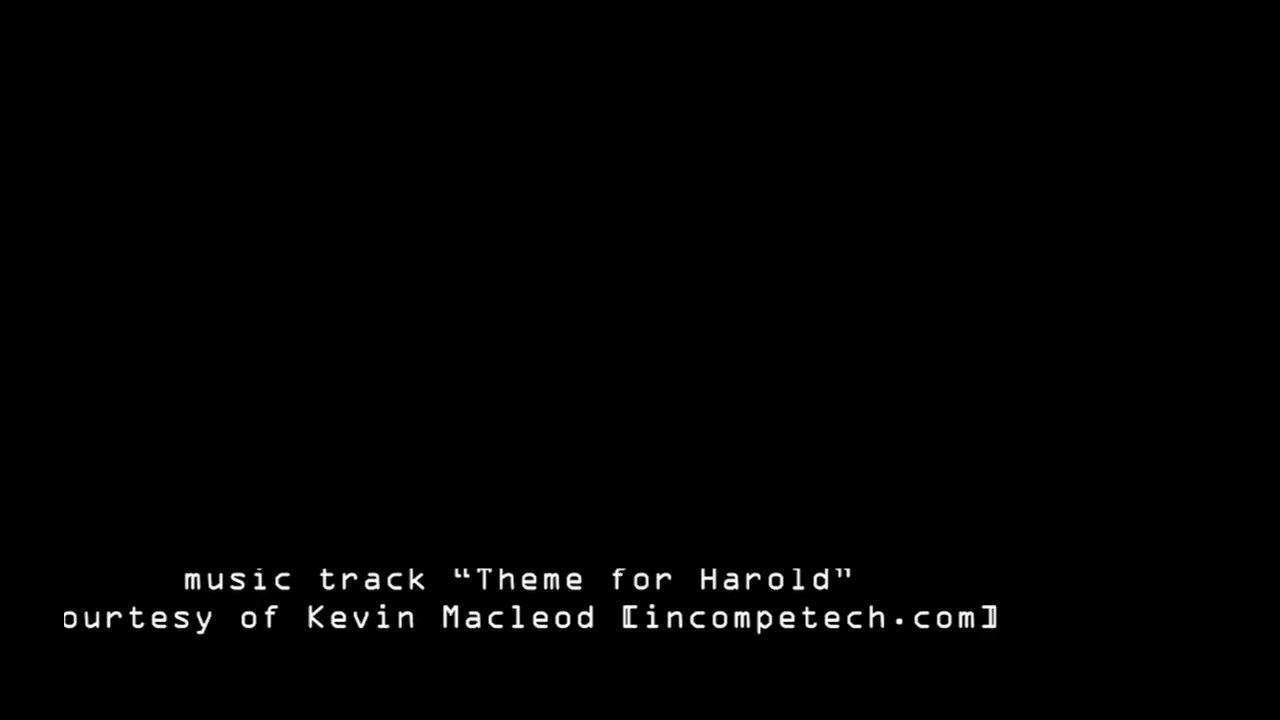 music track “Theme for Harold”
ourtesy of Kevin Macleod [incompetech.com]